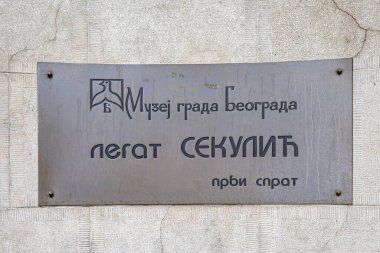 Музеј града Београда
легат СЕКУЛИЋ
први спрат